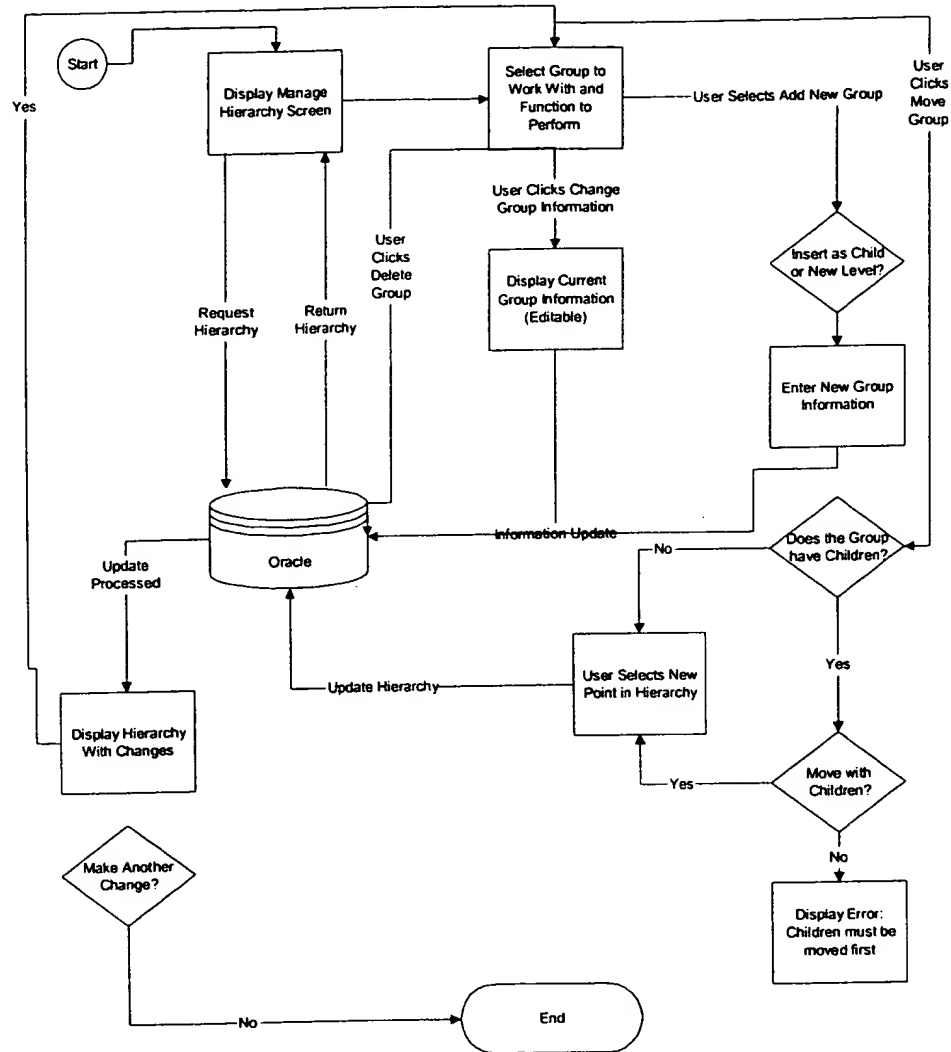 Start
Yes
Display Manage
Hierarchy Screen
Select Group to
Work With and
Function to
Perform
User Selects Add New Group
User
Clicks
Move
Group
User Clicks Change
Group Information
User
Clicks
Delete
Group
Insert as Child
or New Level?
Display Current
Group Information
(Editable)
Request
Hierarchy
Return
Hierarchy
Enter New Group
Information
Information Update
Oracle
No
Does the Group
have Children?
Update
Processed
Yes
Update Hierarchy
User Selects New
Point in Hierarchy
Display Hierarchy
With Changes
Yes
Move with
Children?
No
Make Another
Change?
Display Error:
Children must be
moved first
No
End